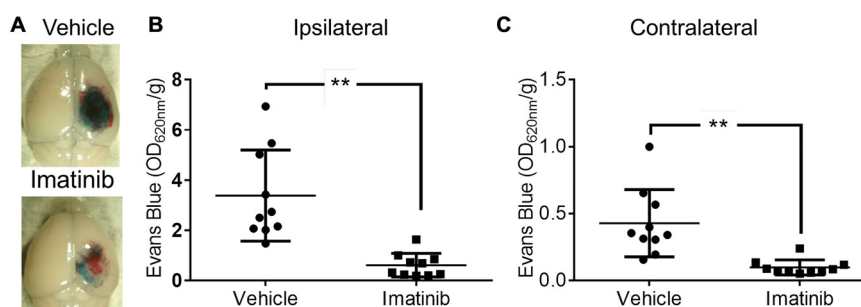 A
Vehicle
Imatinib
B
Ipsilateral
Evans Blue (OD620nm/g)
8
6
4
2
0
**
Vehicle
Imatinib
C
Contralateral
Evans Blue (OD620nm/g)
1.5
1.0
0.5
0.0
**
Vehicle
Imatinib